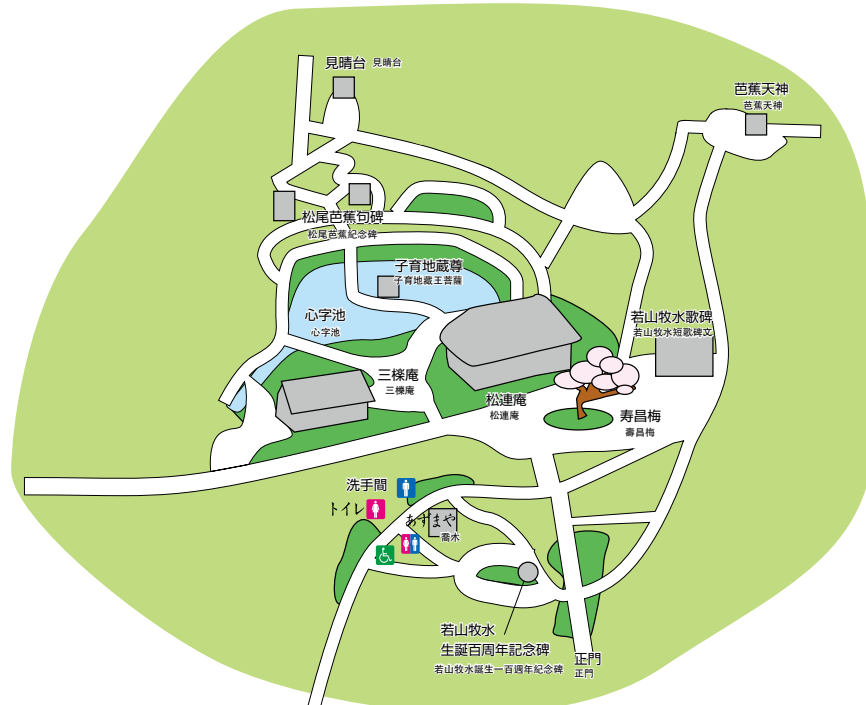 見晴台 見晴台
芭蕉天神
芭蕉天神
松尾芭蕉句碑
松尾芭蕉紀念碑
子育地蔵尊
子育地藏王菩薩
心字池
心字池
若山牧水歌碑
若山牧水短歌碑文
三櫟庵
三櫟庵
松連庵
松連庵
寿昌梅
壽昌梅
洗手間
トイレ
あずまや
喬木
若山牧水
生誕百周年記念碑
若山牧水誕生一百週年紀念碑
正門
正門